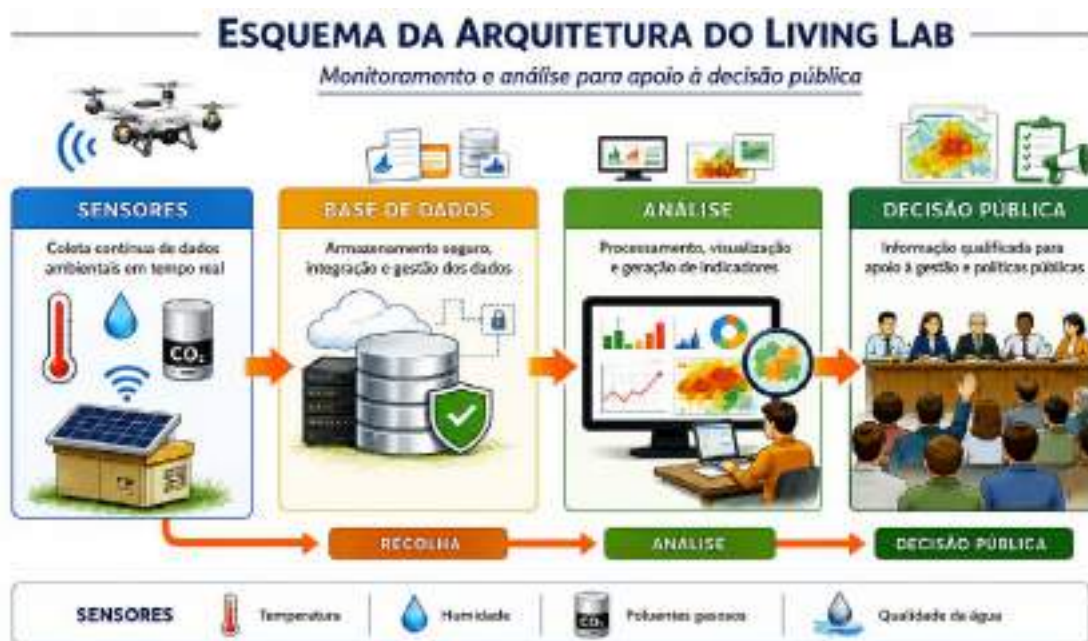 ESQUEMA DA ARQUITETURA DO LIVING LAB
Monitoramento e análise para apoio à decisão pública
SENSORES
Coleta contínua de dados
ambientais em tempo real
CO₂
BASE DE DADOS
Armazenamento seguro,
integração e gestão dos dados
ANÁLISE
Processamento, visualização
e geração de indicadores
DECISÃO PÚBLICA
Informação qualificada para
apoio à gestão e políticas públicas
RECOLHA
ANÁLISE
DECISÃO PÚBLICA
SENSORES
Temperatura
Humidade
CO₂
Poluentes gasosos
Qualidade da água